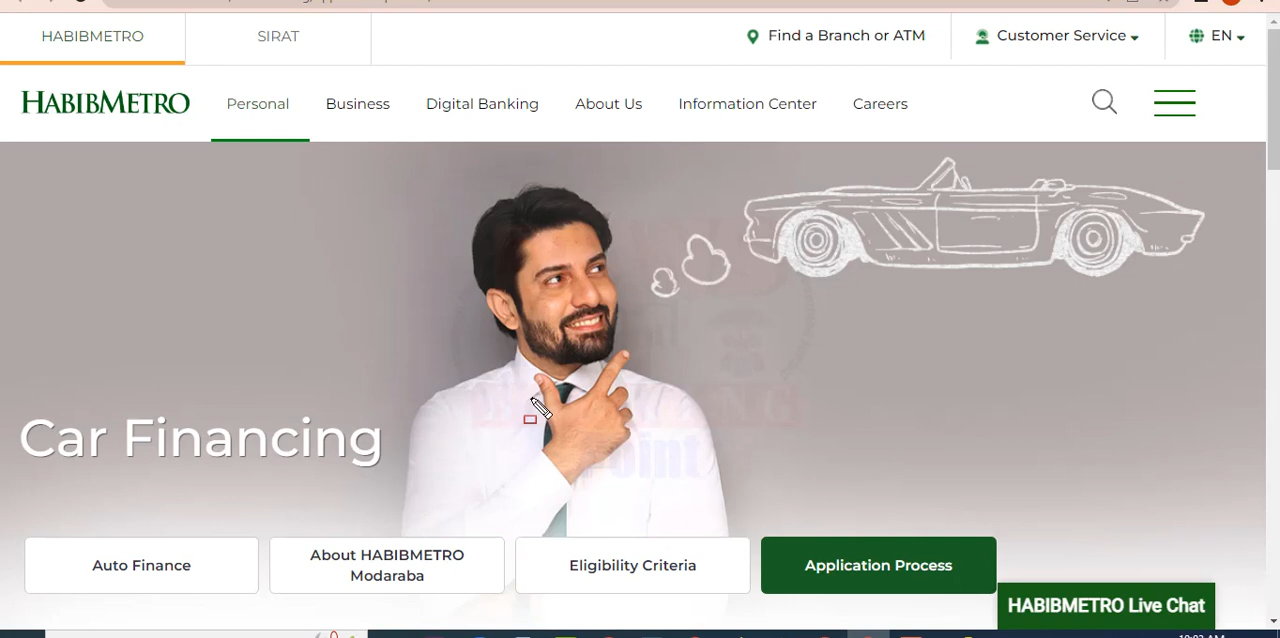 HABIBMETRO
SIRAT
Find a Branch or ATM
Customer Service
EN
HABIBMETRO
Personal
Business
Digital Banking
About Us
Information Center
Careers
Car Financing
Point
Auto Finance
About HABIBMETRO
Modaraba
Eligibility Criteria
Application Process
HABIBMETRO Live Chat